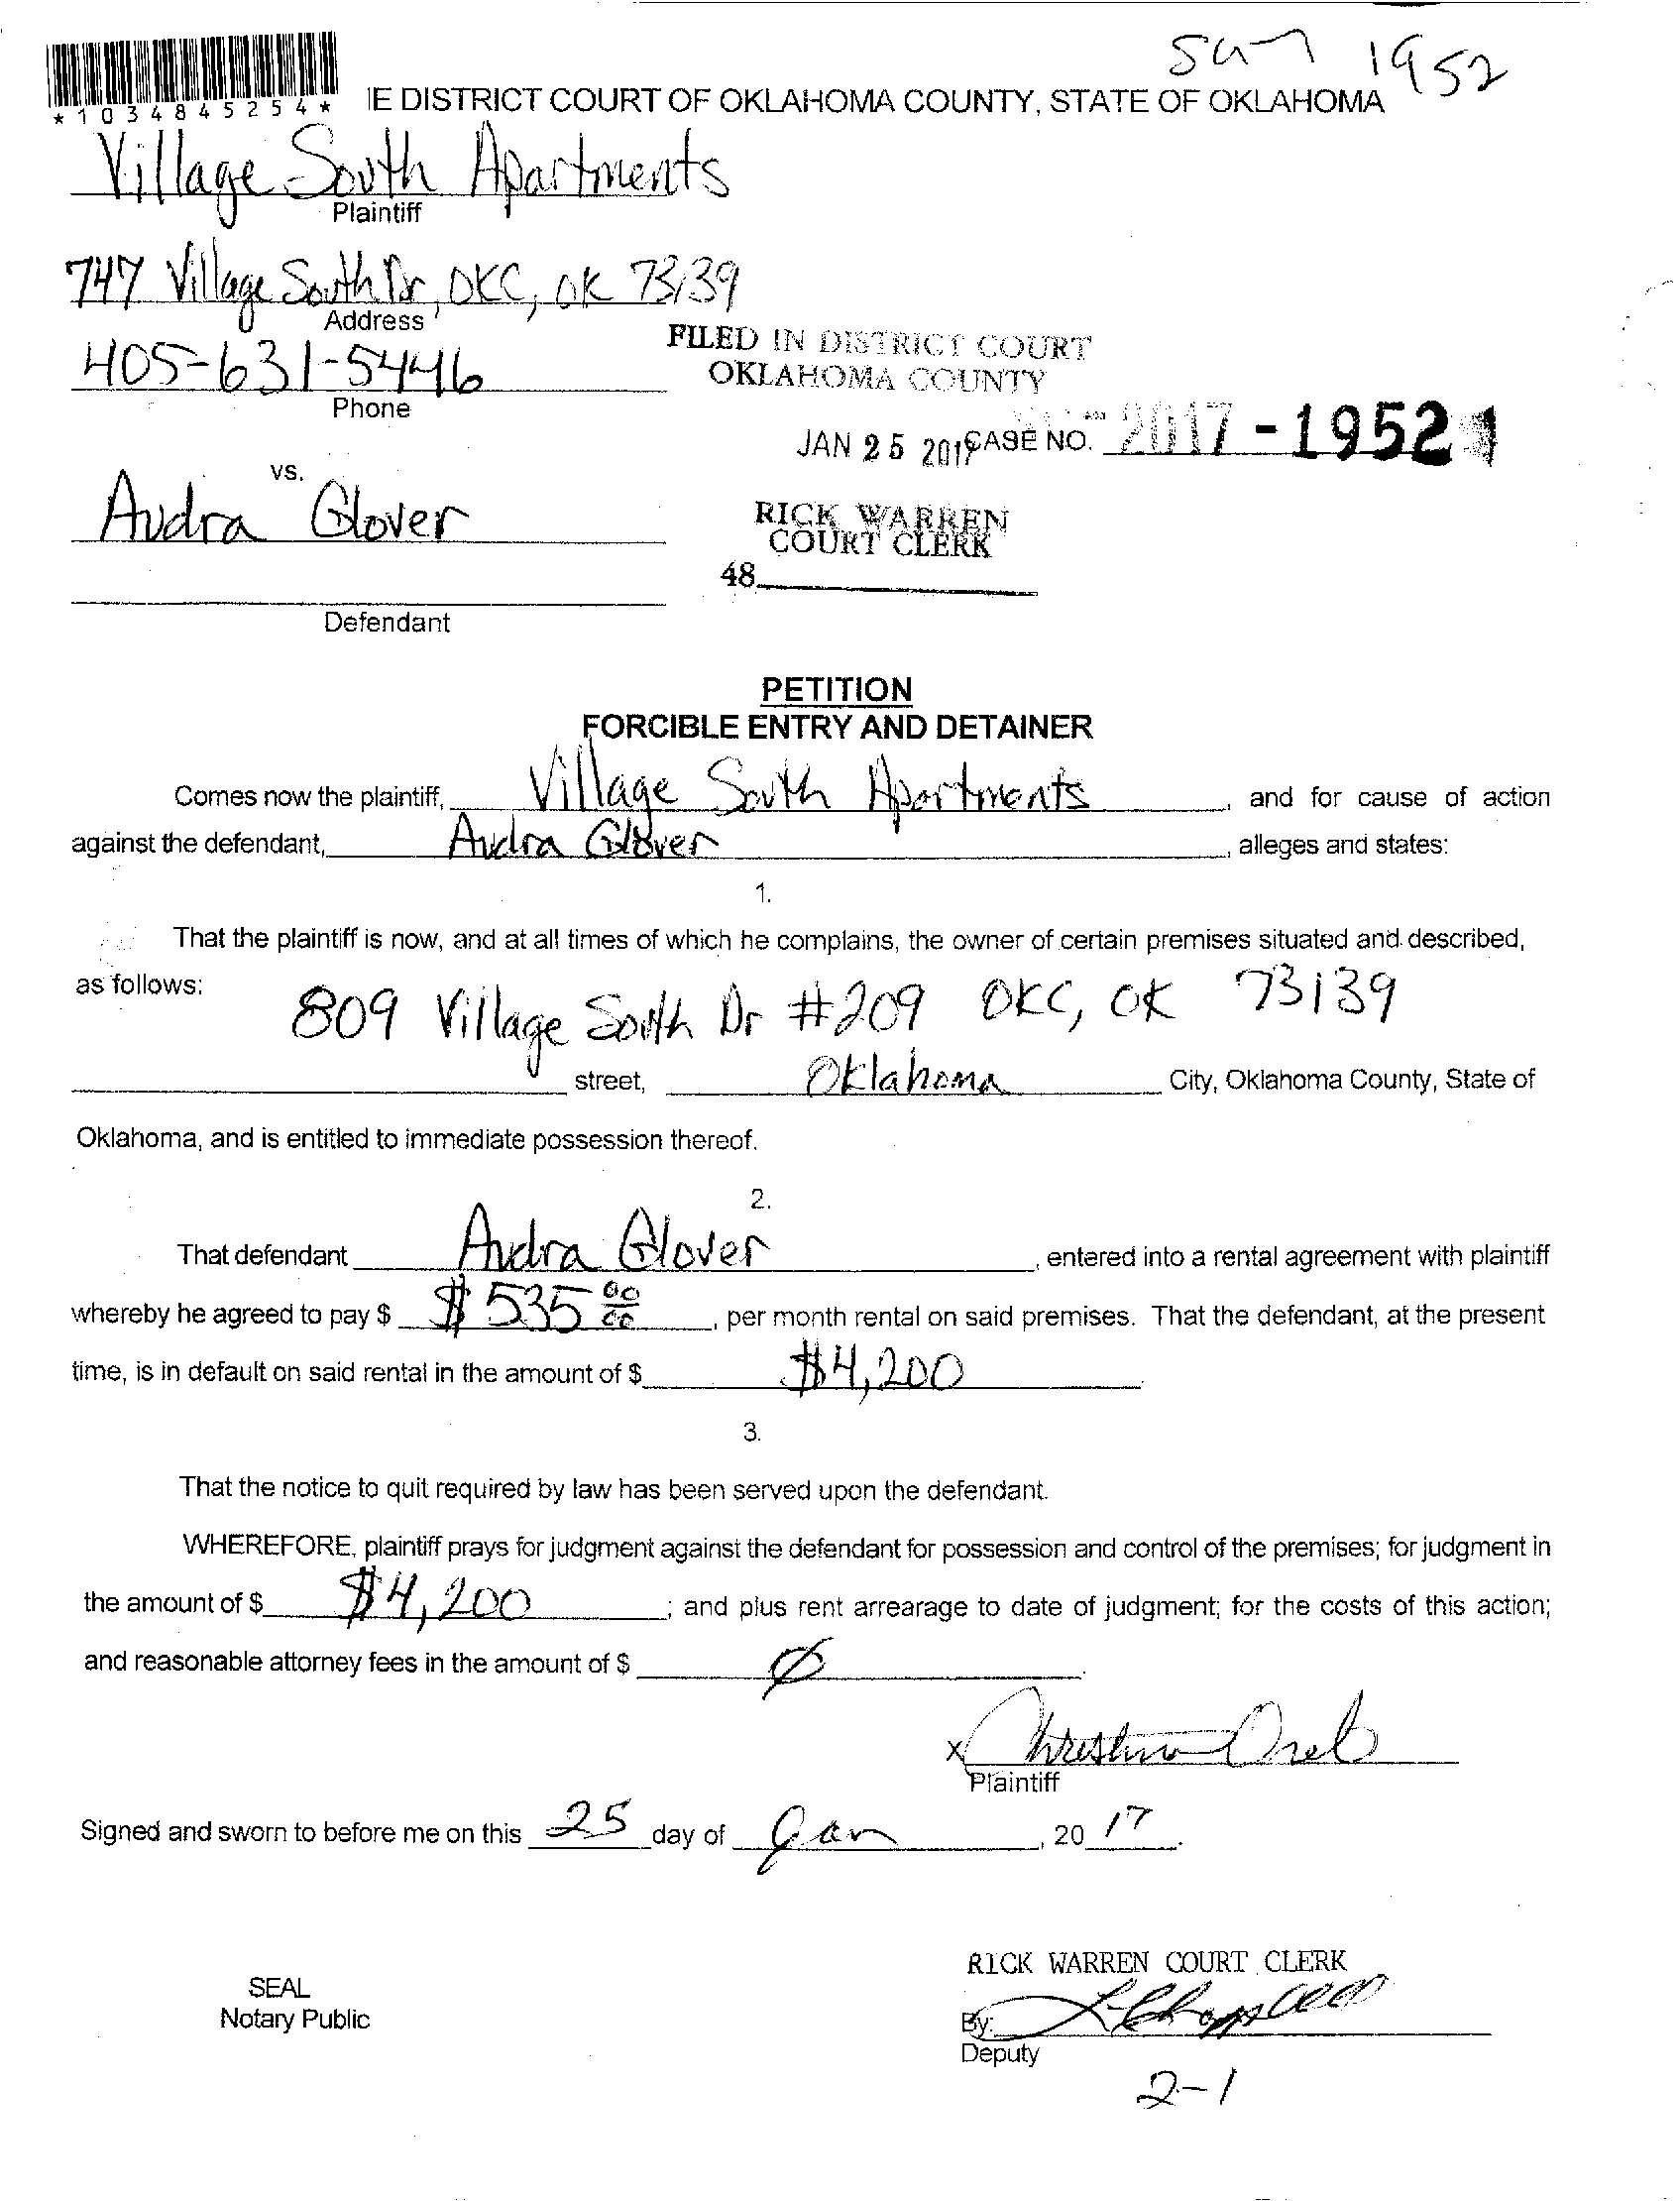 1952
*1034845254*
IE DISTRICT COURT OF OKLAHOMA COUNTY, STATE OF OKLAHOMA
Village South Apartments
Plaintiff
747 Village South Dr, OKC, OK 73139
Address
405-631-5446
Phone
FILED IN DISTRICT COURT
OKLAHOMA COUNTY
JAN 25 2017
CASE NO. 2017-1952
vs.
Audra Glover
RICK WARREN
COURT CLERK
48
Defendant
PETITION
FORCIBLE ENTRY AND DETAINER
Comes now the plaintiff, Village South Apartments, and for cause of action
against the defendant, Audra Glover, alleges and states:
1.
That the plaintiff is now, and at all times of which he complains, the owner of certain premises situated and described,
as follows:
809 Village South Dr #209 OKC, OK 73139
street, Oklahoma City, Oklahoma County, State of
Oklahoma, and is entitled to immediate possession thereof.
2.
That defendant Audra Glover, entered into a rental agreement with plaintiff
whereby he agreed to pay $ $535 00/00, per month rental on said premises. That the defendant, at the present
time, is in default on said rental in the amount of $ $4,200.
3.
That the notice to quit required by law has been served upon the defendant.
WHEREFORE, plaintiff prays for judgment against the defendant for possession and control of the premises; for judgment in
the amount of $ $4,200; and plus rent arrearage to date of judgment; for the costs of this action;
and reasonable attorney fees in the amount of $ Ø.
X
Plaintiff
Signed and sworn to before me on this 25 day of Jan, 2017.
RICK WARREN COURT CLERK
SEAL
Notary Public
By:
Deputy
2-1